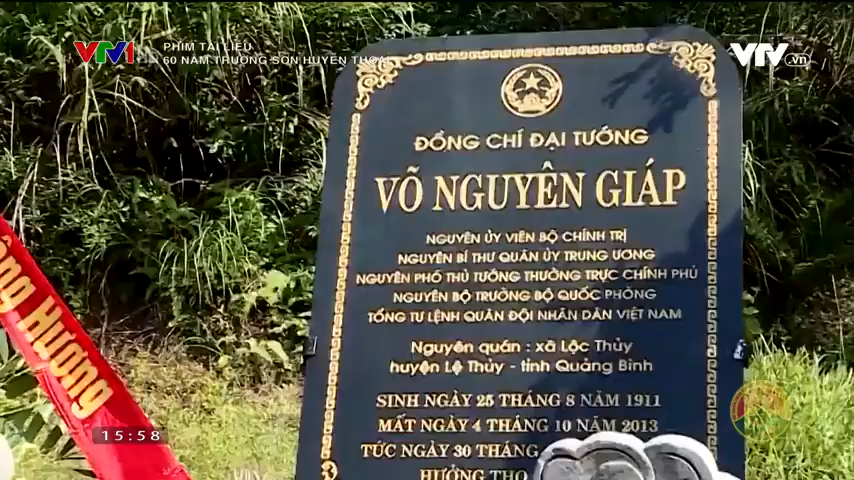 VTV1
PHIM TÀI LIỆU
60 NĂM TRƯỜNG SƠN HUYỀN THOẠI
VTV.vn
ĐỒNG CHÍ ĐẠI TƯỚNG
VÕ NGUYÊN GIÁP
NGUYÊN ỦY VIÊN BỘ CHÍNH TRỊ
NGUYÊN BÍ THƯ QUÂN ỦY TRUNG ƯƠNG
NGUYÊN PHÓ THỦ TƯỚNG THƯỜNG TRỰC CHÍNH PHỦ
NGUYÊN BỘ TRƯỞNG BỘ QUỐC PHÒNG
TỔNG TƯ LỆNH QUÂN ĐỘI NHÂN DÂN VIỆT NAM
Nguyên quán : xã Lộc Thủy
huyện Lệ Thủy - tỉnh Quảng Bình
SINH NGÀY 25 THÁNG 8 NĂM 1911
MẤT NGÀY 4 THÁNG 10 NĂM 2013
TỨC NGÀY 30 THÁNG
HƯỞNG THỌ
Hương
15:58